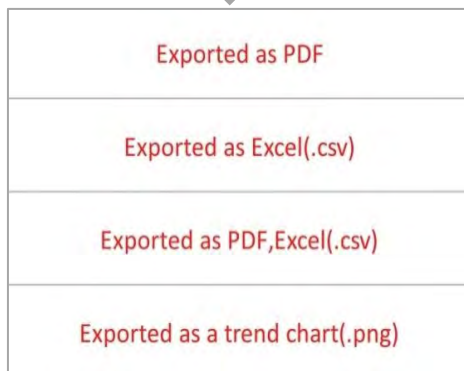 Exported as PDF
Exported as Excel(.csv)
Exported as PDF,Excel(.csv)
Exported as a trend chart(.png)